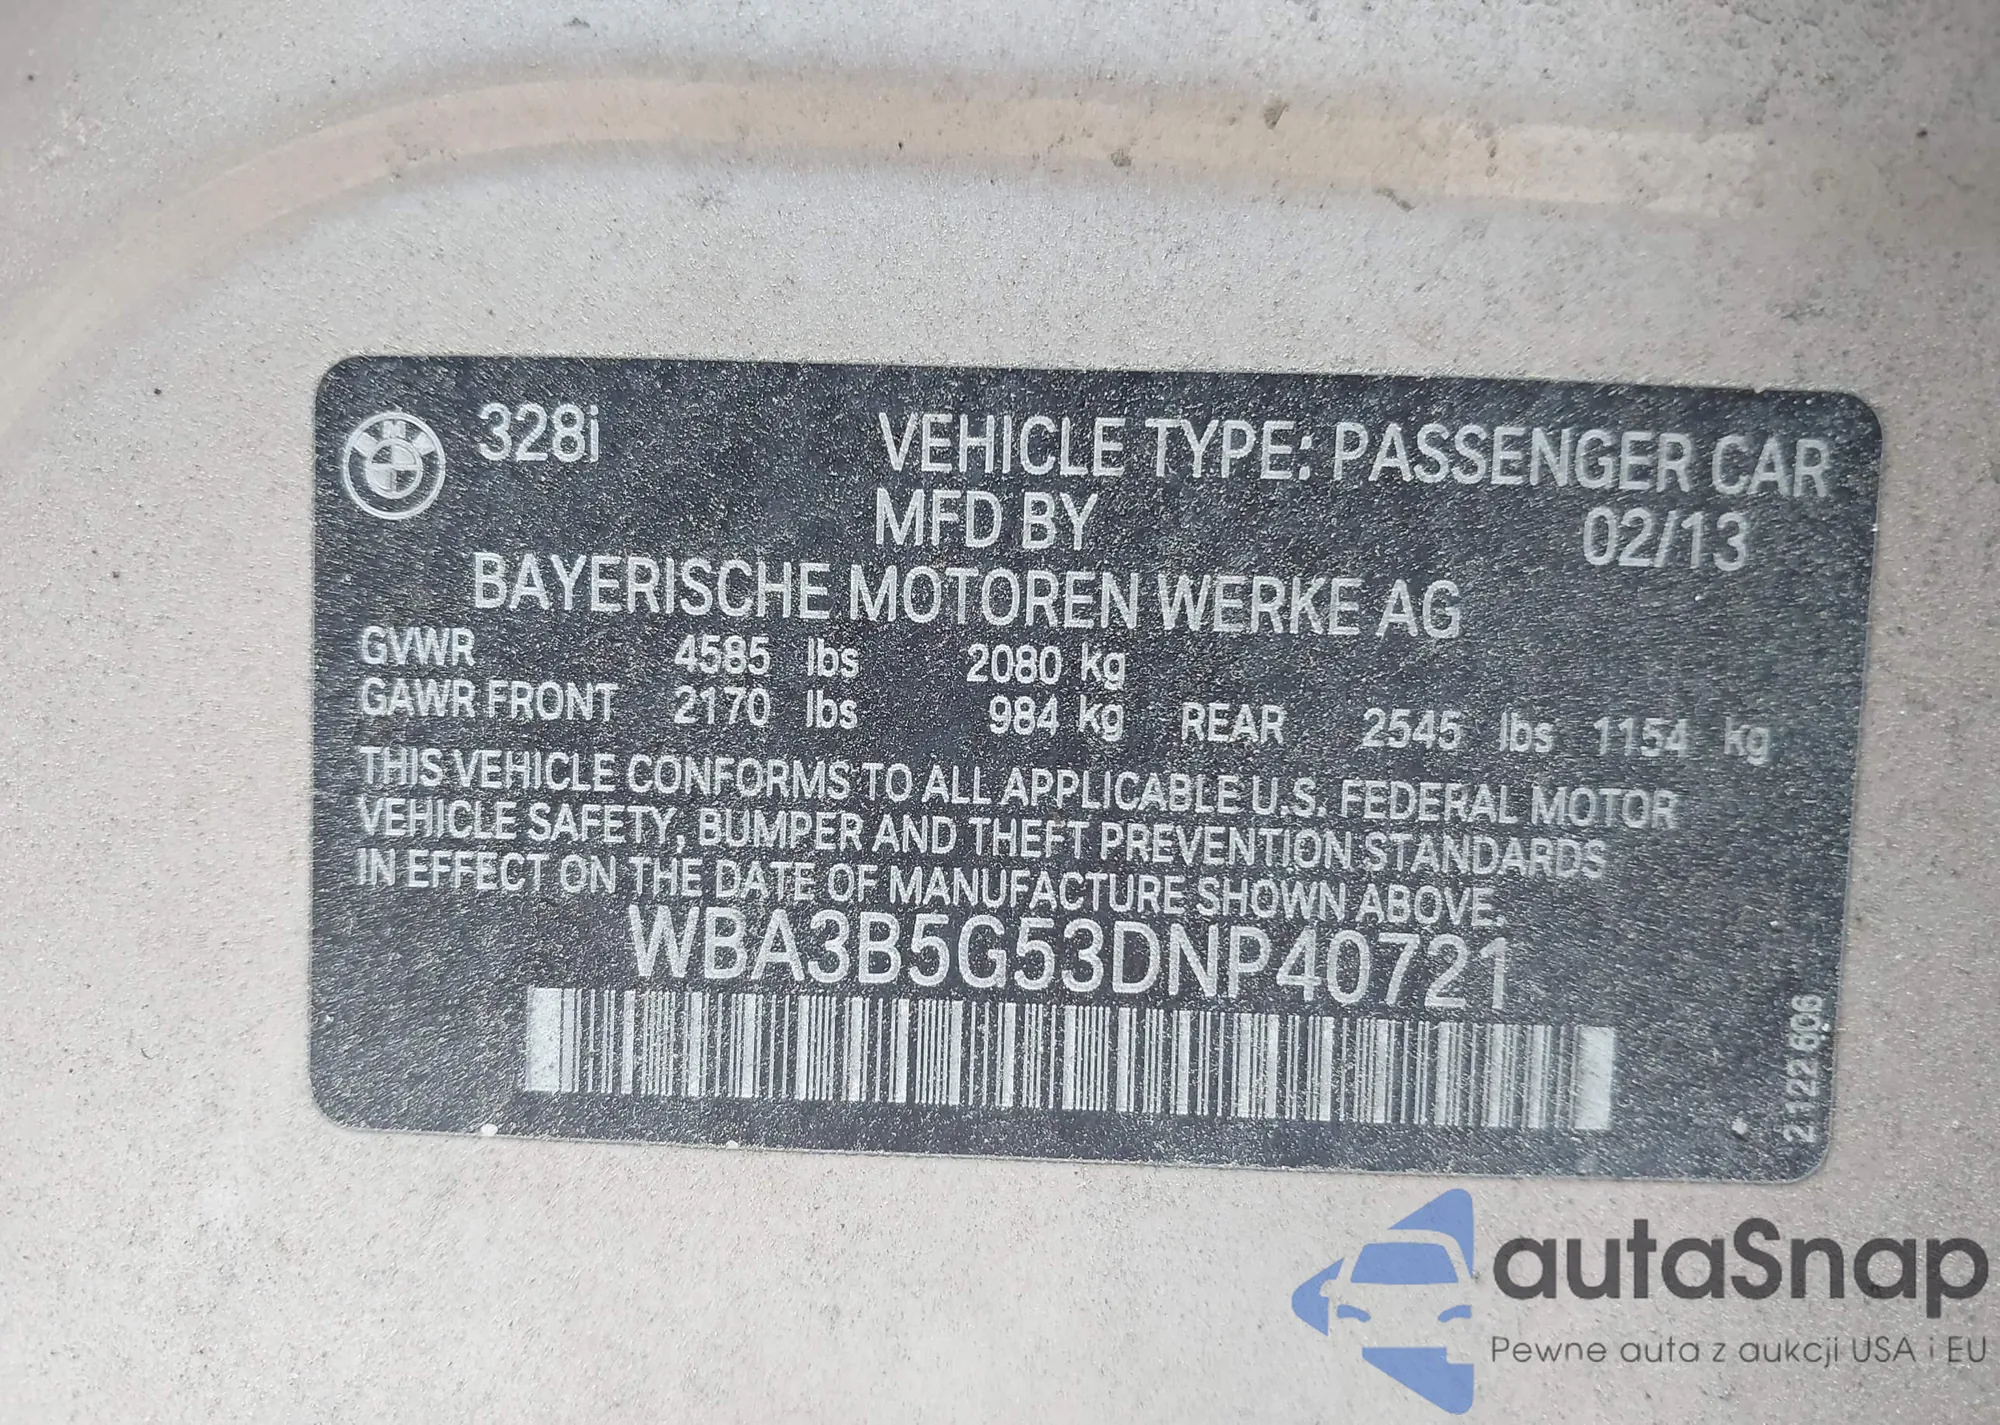 328i VEHICLE TYPE: PASSENGER CAR
MFD BY 02/13
BAYERISCHE MOTOREN WERKE AG
GVWR 4585 lbs 2080 kg
GAWR FRONT 2170 lbs 984 kg REAR 2545 lbs 1154 kg
THIS VEHICLE CONFORMS TO ALL APPLICABLE U.S. FEDERAL MOTOR
VEHICLE SAFETY, BUMPER AND THEFT PREVENTION STANDARDS
IN EFFECT ON THE DATE OF MANUFACTURE SHOWN ABOVE.
WBA3B5G53DNP40721
2.122 606
autaSnap
Pewne auta z aukcji USA i EU